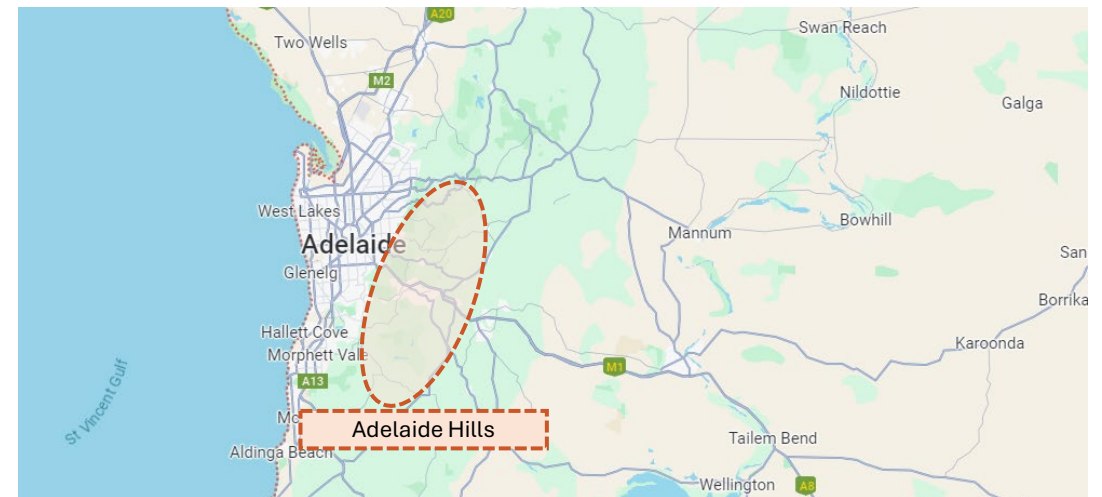 A20
Swan Reach
Two Wells
M2
Nildottie
Galga
West Lakes
Bowhill
Mannum
Adelaide
San
Glenelg
Borrika
Hallett Cove
Karoonda
Morphett Vale
M1
A13
St Vincent Gulf
Mc
Adelaide Hills
Tailem Bend
Aldinga Beach
Wellington
A8